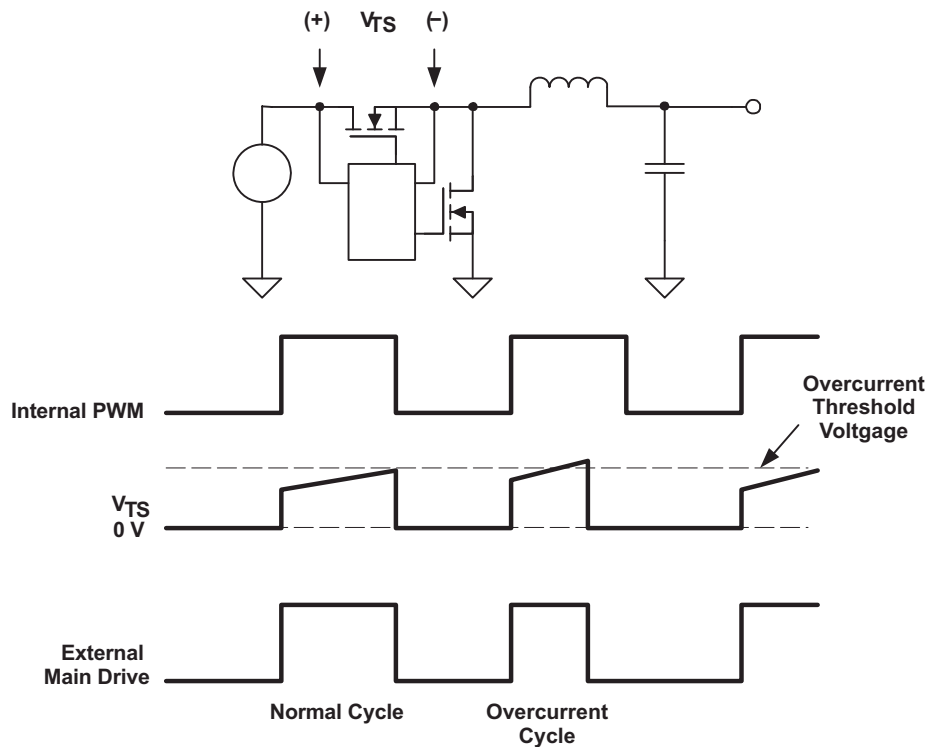 (+) VTS (−)
Internal PWM
Overcurrent
Threshold
Voltgage
VTS
0 V
External
Main Drive
Normal Cycle
Overcurrent
Cycle